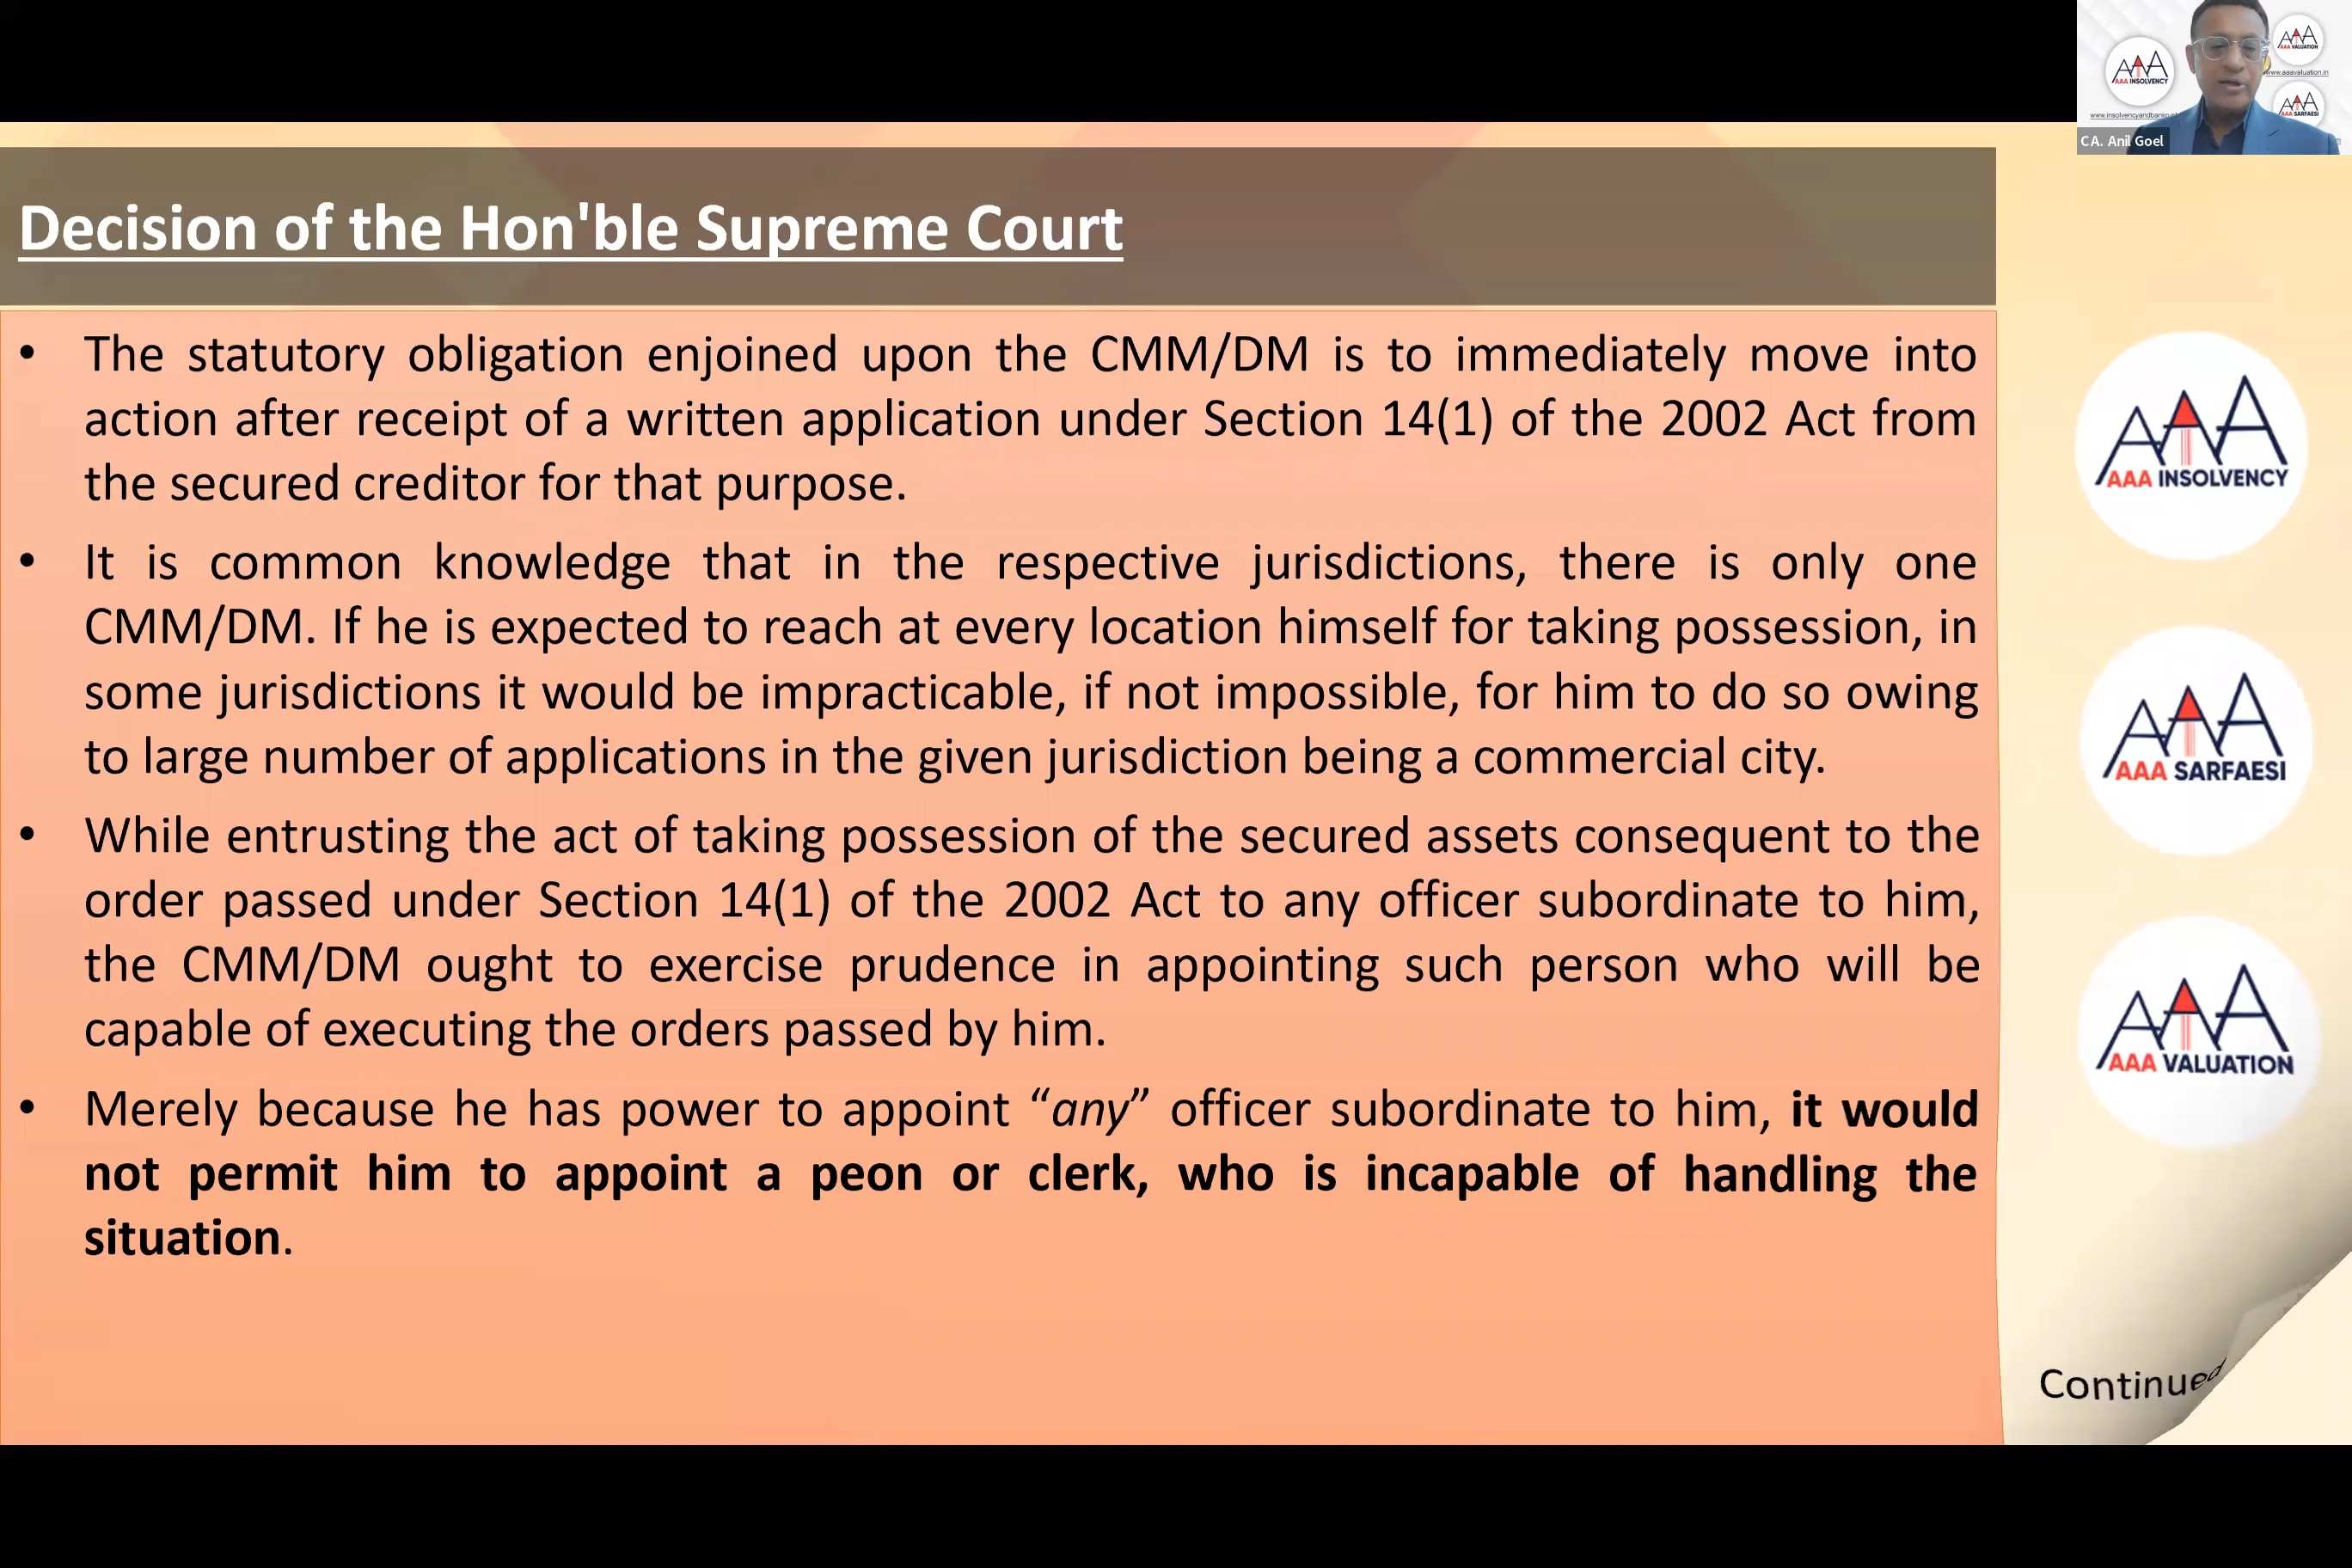 AAA INSOLVENCY
AAA VALUATION
AAA SARFAESI
CA. Anil Goel
Decision of the Hon'ble Supreme Court
• The statutory obligation enjoined upon the CMM/DM is to immediately move into
action after receipt of a written application under Section 14(1) of the 2002 Act from
the secured creditor for that purpose.
• It is common knowledge that in the respective jurisdictions, there is only one
CMM/DM. If he is expected to reach at every location himself for taking possession, in
some jurisdictions it would be impracticable, if not impossible, for him to do so owing
to large number of applications in the given jurisdiction being a commercial city.
• While entrusting the act of taking possession of the secured assets consequent to the
order passed under Section 14(1) of the 2002 Act to any officer subordinate to him,
the CMM/DM ought to exercise prudence in appointing such person who will be
capable of executing the orders passed by him.
• Merely because he has power to appoint “any” officer subordinate to him, it would
not permit him to appoint a peon or clerk, who is incapable of handling the
situation.
AAA INSOLVENCY
AAA SARFAESI
AAA VALUATION
Continued